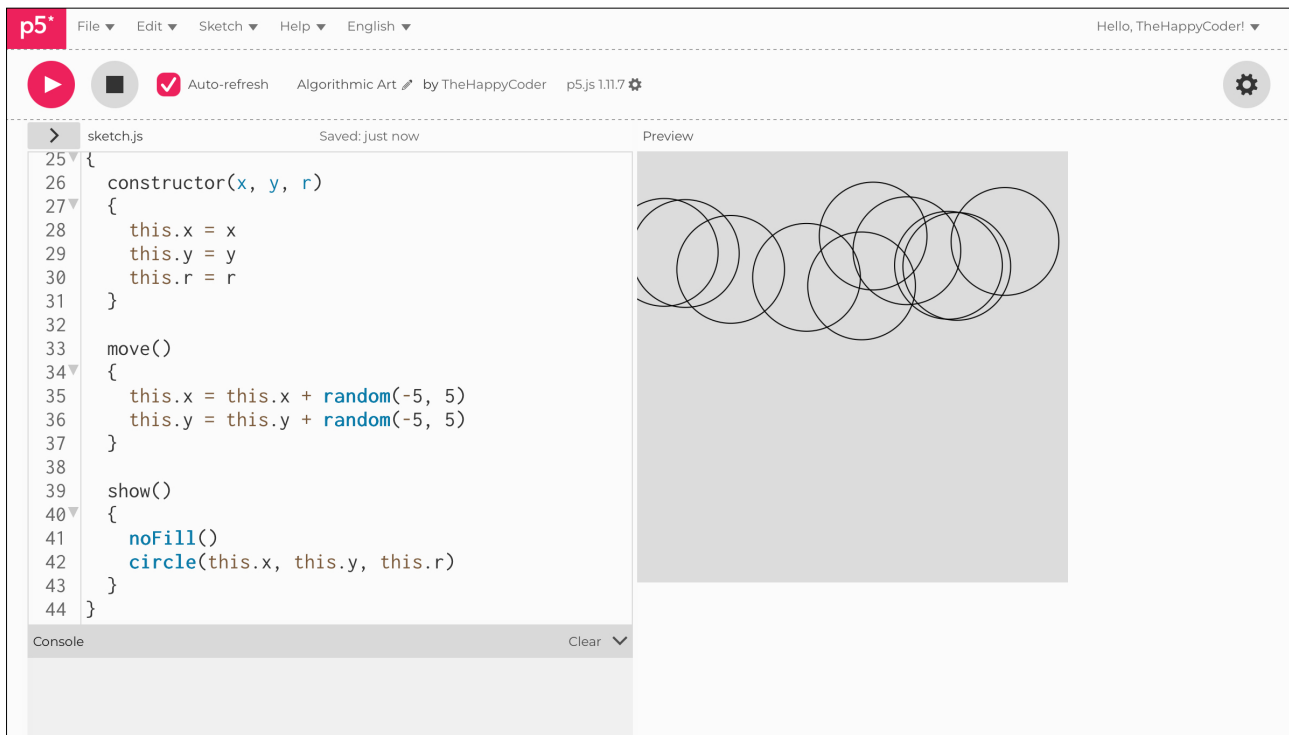 p5* File Edit Sketch Help English Hello, TheHappyCoder!
Auto-refresh Algorithmic Art by TheHappyCoder p5.js 1.11.7
sketch.js Saved: just now Preview
25 {
26 constructor(x, y, r)
27 {
28 this.x = x
29 this.y = y
30 this.r = r
31 }
32
33 move()
34 {
35 this.x = this.x + random(-5, 5)
36 this.y = this.y + random(-5, 5)
37 }
38
39 show()
40 {
41 noFill()
42 circle(this.x, this.y, this.r)
43 }
44 }
Console Clear